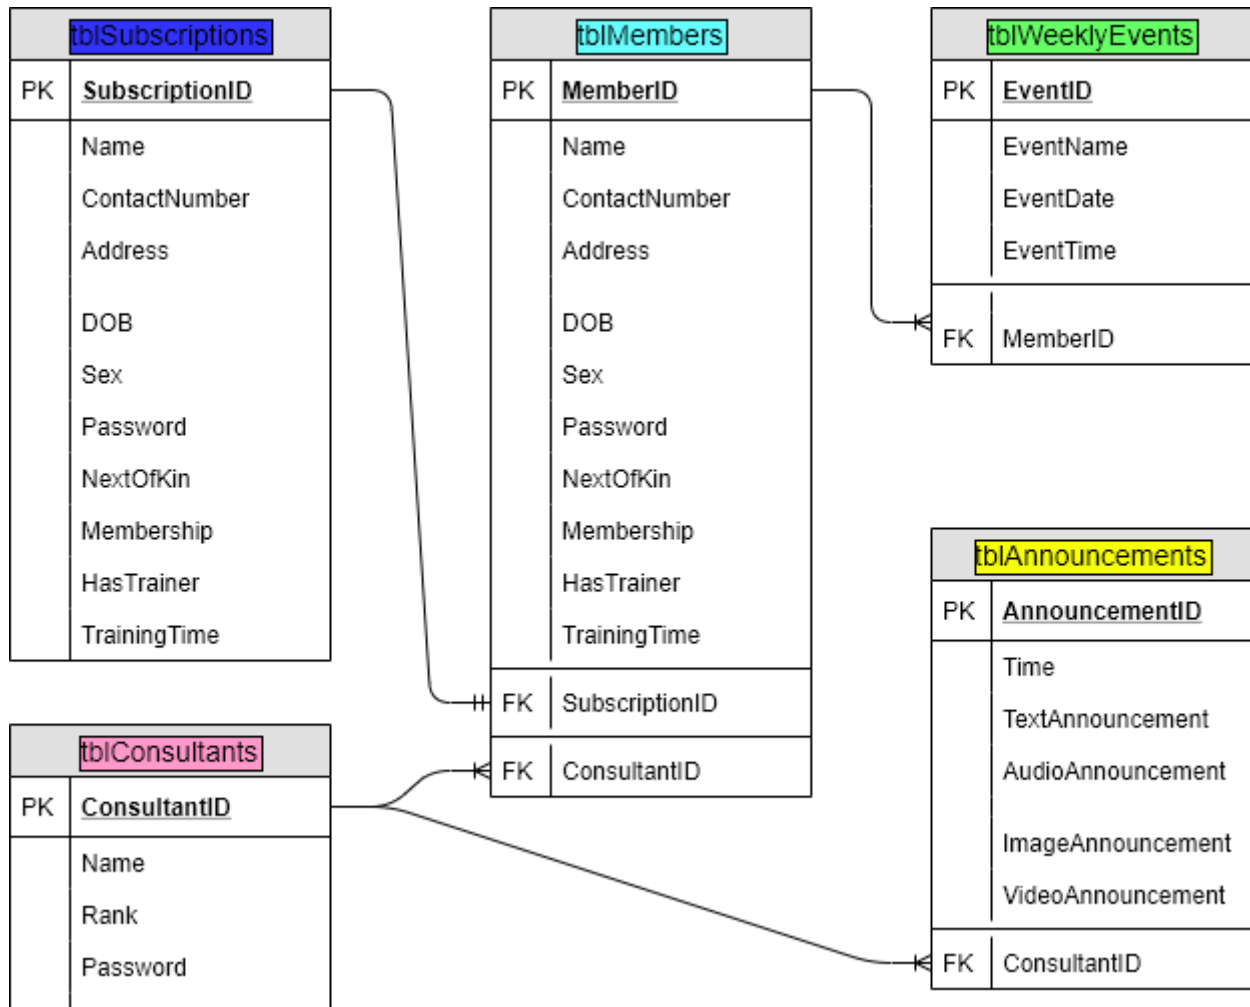 tblSubscriptions
PK SubscriptionID
Name
ContactNumber
Address
DOB
Sex
Password
NextOfKin
Membership
HasTrainer
TrainingTime
tblMembers
PK MemberID
Name
ContactNumber
Address
DOB
Sex
Password
NextOfKin
Membership
HasTrainer
TrainingTime
FK SubscriptionID
FK ConsultantID
tblWeeklyEvents
PK EventID
EventName
EventDate
EventTime
FK MemberID
tblConsultants
PK ConsultantID
Name
Rank
Password
tblAnnouncements
PK AnnouncementID
Time
TextAnnouncement
AudioAnnouncement
ImageAnnouncement
VideoAnnouncement
FK ConsultantID